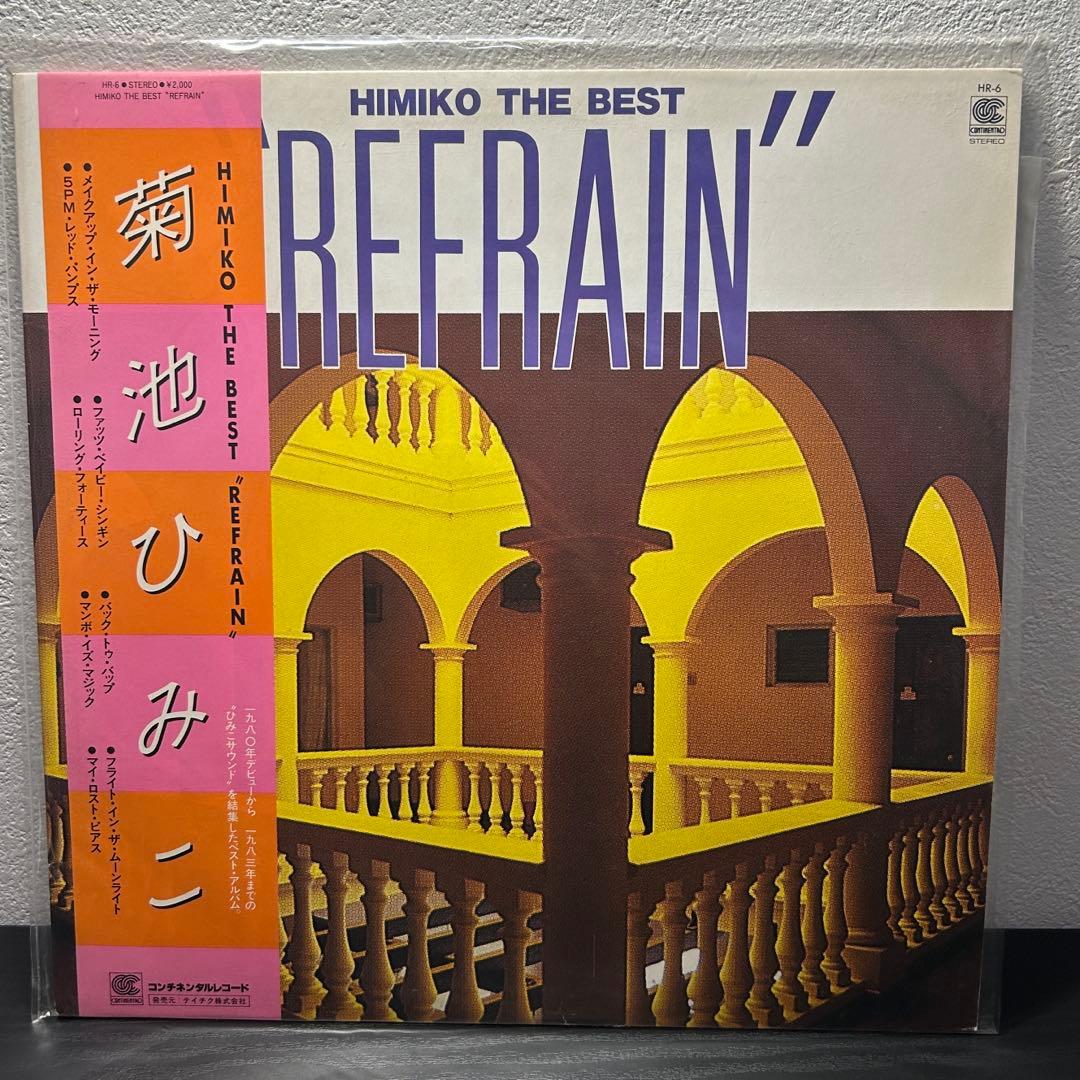 HR-6 ●STEREO●¥2,000
HIMIKO THE BEST "REFRAIN"
HIMIKO THE BEST "REFRAIN"
菊池ひみこ
●メイクアップ・イン・ザ・モーニング
●5PM・レッド・パンプス
●ファッツ・ベイビー・シンギン
●ローリング・フォーティース
●バック・トゥ・バップ
●マンボ・イズ・マジック
●フライト・イン・ザ・ムーンライト
●マイ・ロスト・ピアス
一九八〇年デビューから 一九八三年までの
"ひみこサウンド"を結集したベスト・アルバム。
CONTINENTAL
コンチネンタルレコード
発売元:テイチク株式会社
HIMIKO THE BEST
"REFRAIN"
HR-6
CONTINENTAL
STEREO